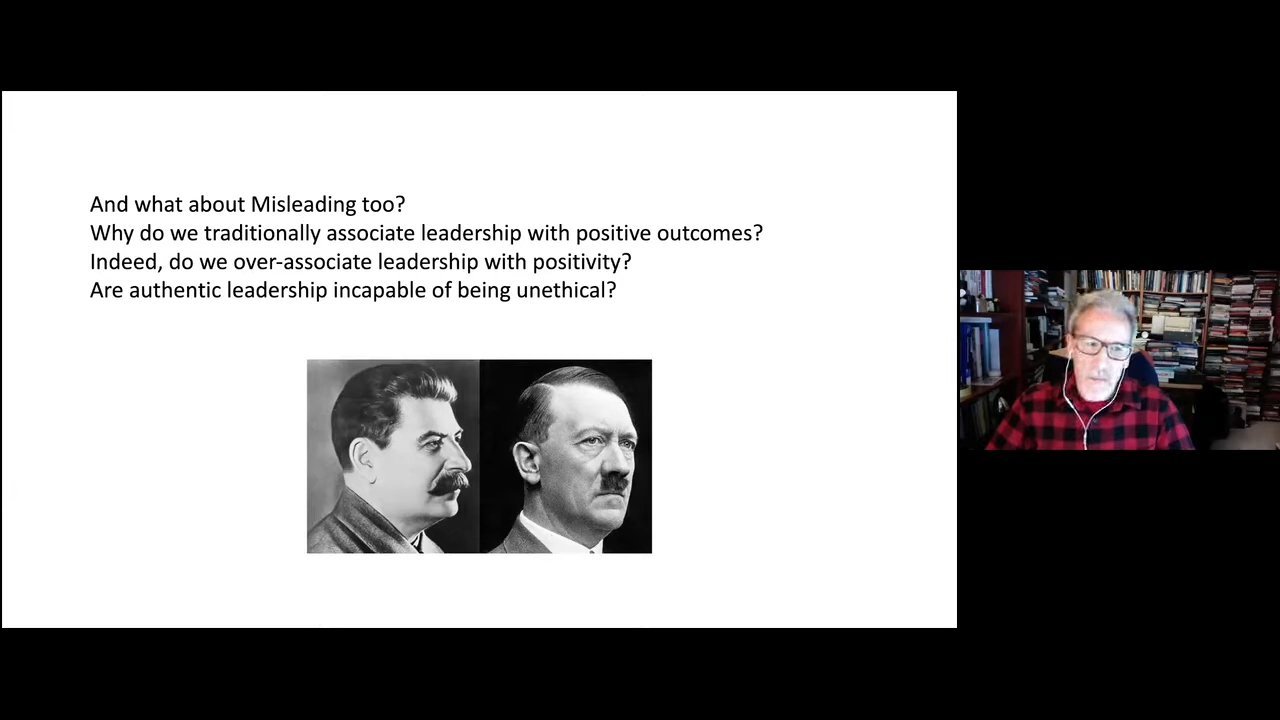 And what about Misleading too?
Why do we traditionally associate leadership with positive outcomes?
Indeed, do we over-associate leadership with positivity?
Are authentic leadership incapable of being unethical?